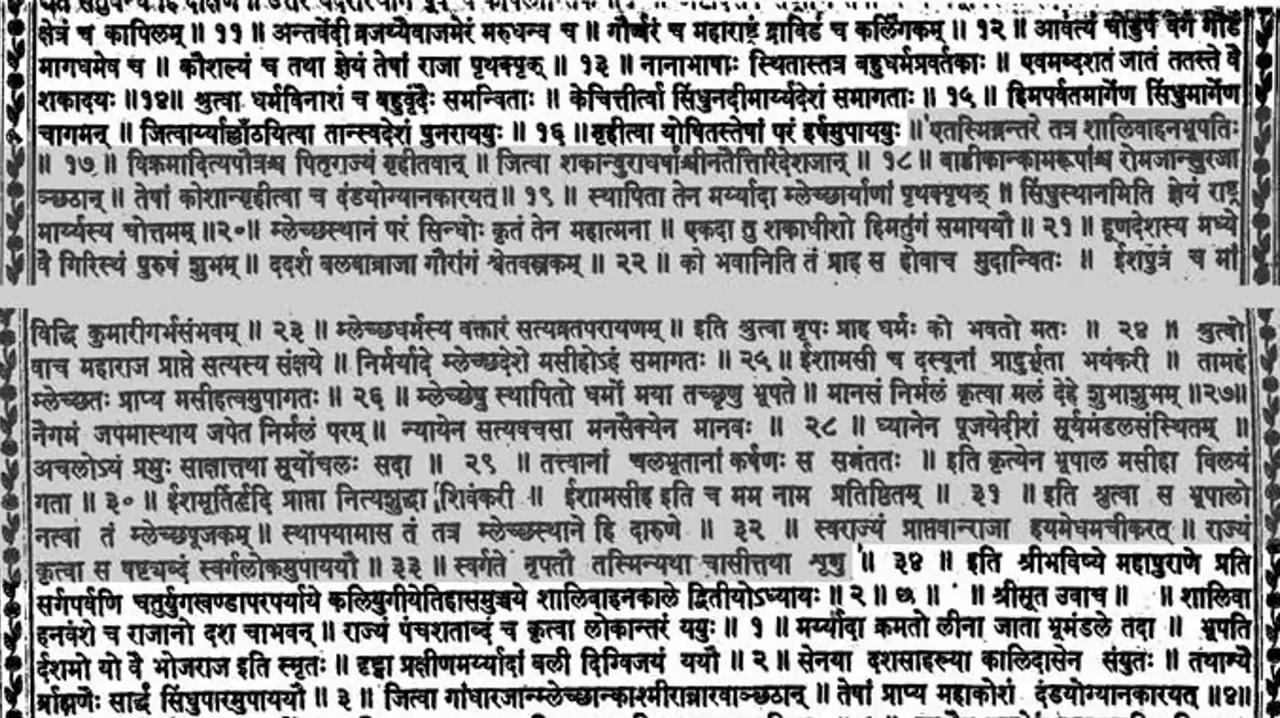 क्षेत्रं च कापिलम् ॥ ११ ॥ अन्तर्वेदी व्रजथ्यैवाजमेरं मरुधन्व च ॥ गौर्ज्जरं च महाराष्ट्रं द्राविडं च कलिंगकम् ॥ १२ ॥ आवंत्यं चोडुपं वंगं गौडं
मागधमेव च ॥ कौशल्यं च तथा ज्ञेयं तेषां राजा पृथक्पृक् ॥ १३ ॥ नानाभाषाः स्थितास्तत्र बहुधर्मप्रवर्तकाः ॥ एवमब्दशतं जातं ततस्ते वै
शकादयः ॥१४॥ श्रुत्वा धर्मविनाशं च बहुवृंदैः समन्विताः ॥ केचित्तीर्त्वा सिंधुनदीमार्य्यदेशं समागताः ॥ १५ ॥ हिमपर्वतमार्गेण सिंधुमार्गेण
चागमन् ॥ जित्वार्य्यांल्लुंठयित्वा तान्स्वदेशं पुनराययुः ॥ १६ ॥ गृहीत्वा योषितस्तेषां परं हर्षमुपाययुः ॥ एतस्मिन्नन्तरे तत्र शालिवाहनभूपतिः
॥ १७ ॥ विक्रमादित्यपौत्रश्च पितृराज्यं गृहीतवान् ॥ जित्वा शकान्दुराधर्षांश्चीनतैत्तिरिदेशजान् ॥ १८ ॥ बाह्लीकान्कामरूपांश्च रोमजान्खुरजा
ञ्छठान् ॥ तेषां कोशान्गृहीत्वा च दंडयोग्यानकारयत् ॥ १९ ॥ स्थापिता तेन मर्य्यादा म्लेच्छार्याणां पृथक्पृथक् ॥ सिंधुस्थानमिति ज्ञेयं राष्ट्र
मार्य्यस्य चोत्तमम् ॥२०॥ म्लेच्छस्थानं परं सिन्धोः कृतं तेन महात्मना ॥ एकदा तु शकाधीशो हिमतुंगं समाययौ ॥ २१ ॥ हूणदेशस्य मध्ये
वै गिरिस्थं पुरुषं शुभम् ॥ ददर्श बलवान्राजा गौरांगं श्वेतवस्त्रकम् ॥ २२ ॥ को भवानिति तं प्राह स होवाच मुदान्वितः ॥ ईशपुत्रं च मां
विद्धि कुमारीगर्भसंभवम् ॥ २३ ॥ म्लेच्छधर्मस्य वक्तारं सत्यव्रतपरायणम् ॥ इति श्रुत्वा नृपः प्राह धर्मः को भवतो मतः ॥ २४ ॥ श्रुत्वो
वाच महाराज प्राप्ते सत्यस्य संक्षये ॥ निर्मर्यादे म्लेच्छदेशे मसीहोऽहं समागतः ॥ २५ ॥ ईशामसी च दस्यूनां प्रादुर्भूता भयंकरी ॥ तामहं
म्लेच्छतः प्राप्य मसीहत्वमुपागतः ॥ २६ ॥ म्लेच्छेषु स्थापितो धर्मो मया तच्छृणु भूपते ॥ मानसं निर्मलं कृत्वा मलं देहे शुभाशुभम् ॥२७॥
नैगमं जपमास्थाय जपेत निर्मलं परम् ॥ न्यायेन सत्यवचसा मनसैक्येन मानवः ॥ २८ ॥ ध्यानेन पूजयेदीशं सूर्यमंडलसंस्थितम् ॥
अचलोऽयं प्रभुः साक्षात्तथा सूर्योचलः सदा ॥ २९ ॥ तत्त्वानां चलभूतानां कर्षणः स समंततः ॥ इति कृत्येन भूपाल मसीहा विलयं
गता ॥ ३० ॥ ईशमूर्तिर्हृदि प्राप्ता नित्यशुद्धा शिवंकरी ॥ ईशामसीह इति च मम नाम प्रतिष्ठितम् ॥ ३१ ॥ इति श्रुत्वा स भूपालो
नत्वा तं म्लेच्छपूजकम् ॥ स्थापयामास तं तत्र म्लेच्छस्थाने हि दारुणे ॥ ३२ ॥ स्वराज्यं प्राप्तवान्राजा हयमेधमचीकरत् ॥ राज्यं
कृत्वा स षष्ट्यब्दं स्वर्गलोकमुपाययौ ॥ ३३ ॥ स्वर्गते नृपतौ तस्मिन्यथा चासीत्तथा शृणु ॥ ३४ ॥ इति श्रीभविष्ये महापुराणे प्रति
सर्गपर्वणि चतुर्युगखण्डापरपर्याये कलियुगीयेतिहाससमुच्चये शालिवाहनकाले द्वितीयोऽध्यायः ॥ २ ॥ ७ ॥ ॥ श्रीसूत उवाच ॥ ॥ शालिवा
हनवंशे च राजानो दश चाभवन् ॥ राज्यं पंचशताब्दं च कृत्वा लोकान्तरं ययुः ॥ १ ॥ मर्य्यादा क्रमतो लीना जाता भूमंडले तदा ॥ भूपति
र्दशमो यो वै भोजराज इति स्मृतः ॥ दृष्ट्वा प्रक्षीणमर्य्यादां बली दिग्विजयं ययौ ॥ २ ॥ सेनया दशसाहस्र्या कालिदासेन संयुतः ॥ तथान्यै
र्ब्राह्मणैः सार्द्धं सिंधुपारमुपाययौ ॥ ३ ॥ जित्वा गांधारजान्म्लेच्छान्काश्मीरान्नारवाञ्छठान् ॥ तेषां प्राप्य महाकोशं दंडयोग्यानकारयत् ॥४॥